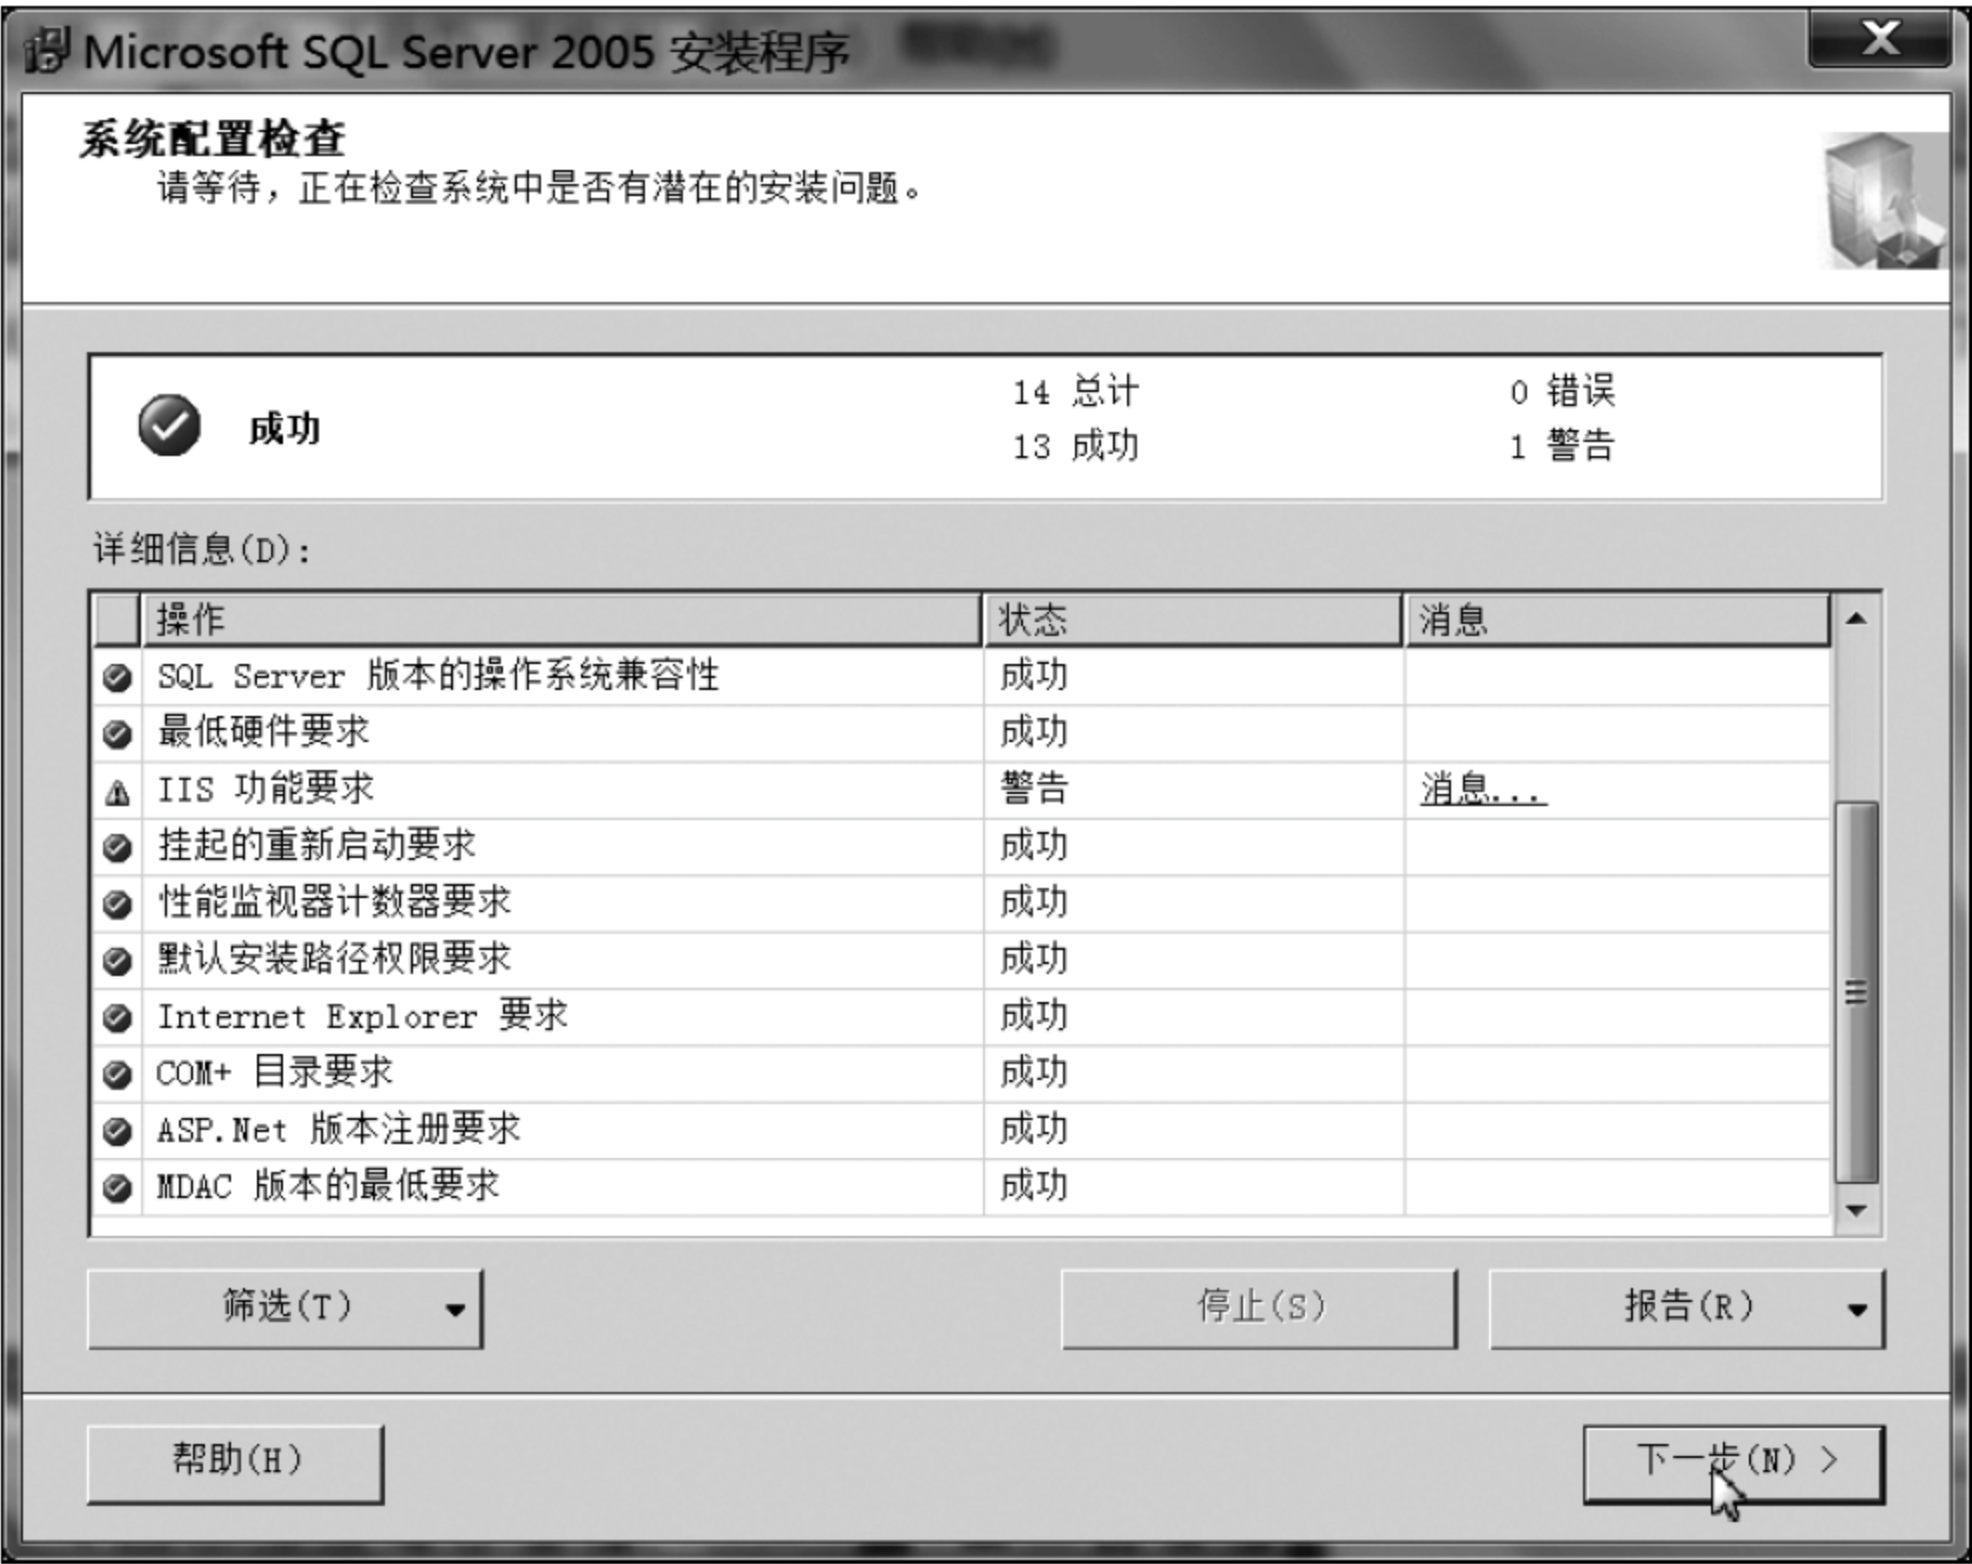 Microsoft SQL Server 2005 安装程序
系统配置检查
请等待，正在检查系统中是否有潜在的安装问题。
成功
14 总计
0 错误
13 成功
1 警告
详细信息(D):
操作 状态 消息
SQL Server 版本的操作系统兼容性 成功
最低硬件要求 成功
IIS 功能要求 警告 消息...
挂起的重新启动要求 成功
性能监视器计数器要求 成功
默认安装路径权限要求 成功
Internet Explorer 要求 成功
COM+ 目录要求 成功
ASP.Net 版本注册要求 成功
MDAC 版本的最低要求 成功
筛选(T) 停止(S) 报告(R)
帮助(H) 下一步(N) >